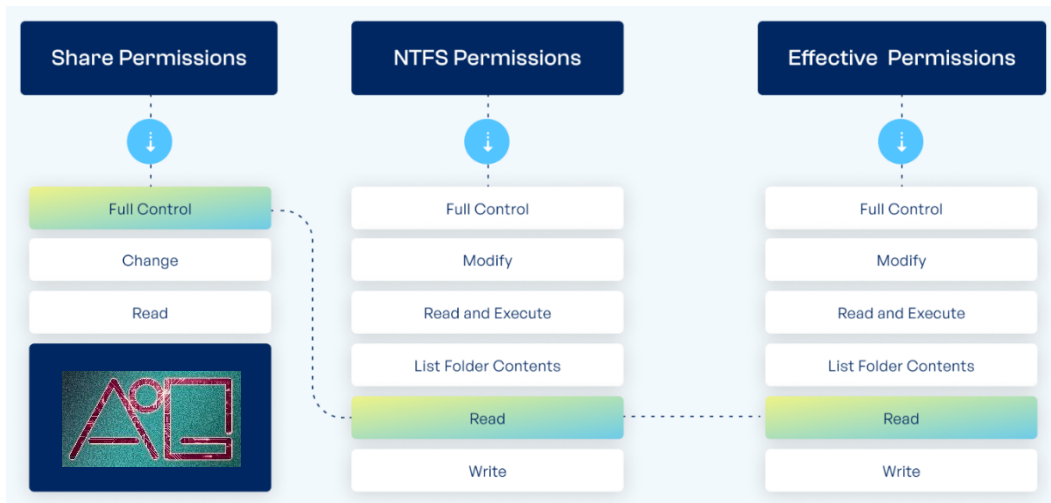 Share Permissions
NTFS Permissions
Effective Permissions
Full Control
Change
Read
Full Control
Modify
Read and Execute
List Folder Contents
Read
Write
Full Control
Modify
Read and Execute
List Folder Contents
Read
Write